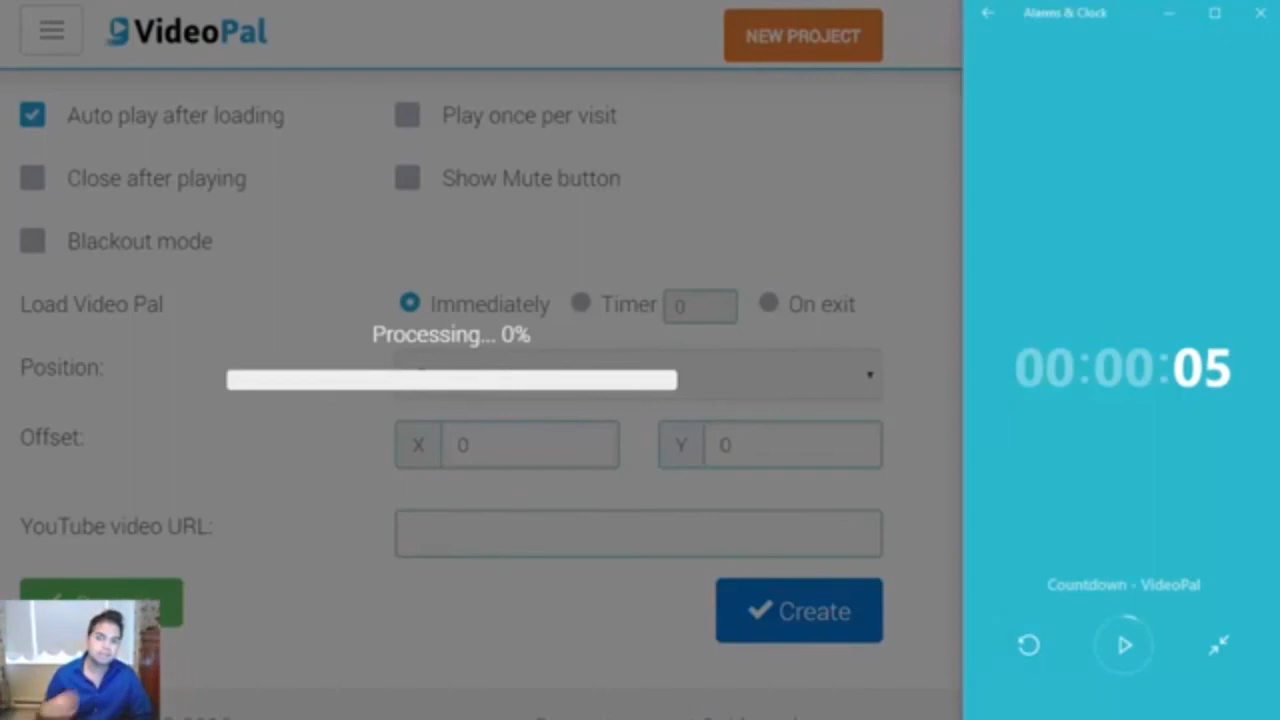 VideoPal
NEW PROJECT
Alarms & Clock
Auto play after loading
Play once per visit
Close after playing
Show Mute button
Blackout mode
Load Video Pal
Immediately
Timer
0
On exit
Processing... 0%
Position:
00:00:05
Offset:
X
0
Y
0
YouTube video URL:
Countdown - VideoPal
Create